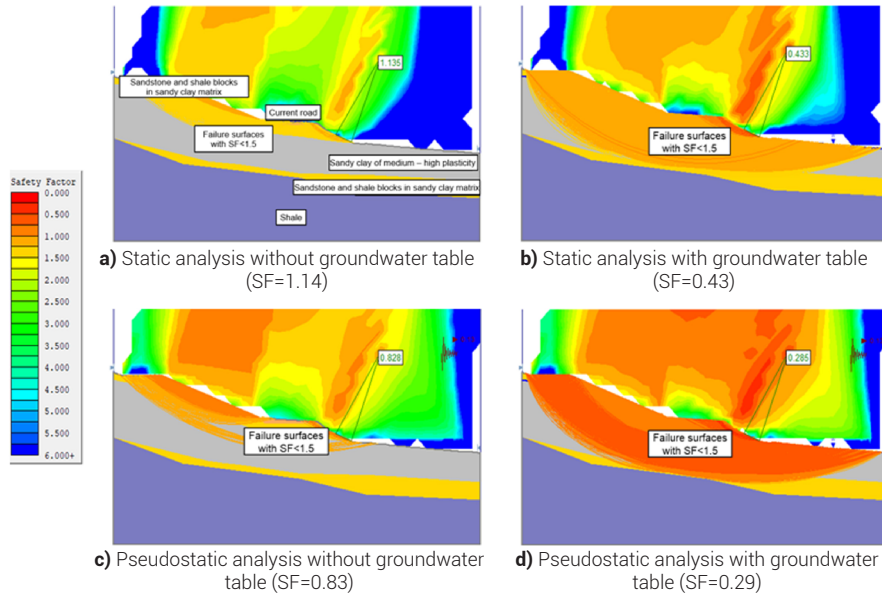 1.135
Sandstone and shale blocks
in sandy clay matrix
Current road
Failure surfaces
with SF<1.5
Sandy clay of medium – high plasticity
Sandstone and shale blocks in sandy clay matrix
Shale
a) Static analysis without groundwater table
(SF=1.14)
0.433
Failure surfaces
with SF<1.5
b) Static analysis with groundwater table
(SF=0.43)
Safety Factor
0.000
0.500
1.000
1.500
2.000
2.500
3.000
3.500
4.000
4.500
5.000
5.500
6.000+
0.828
Failure surfaces
with SF<1.5
c) Pseudostatic analysis without groundwater
table (SF=0.83)
0.285
Failure surfaces
with SF<1.5
d) Pseudostatic analysis with groundwater
table (SF=0.29)